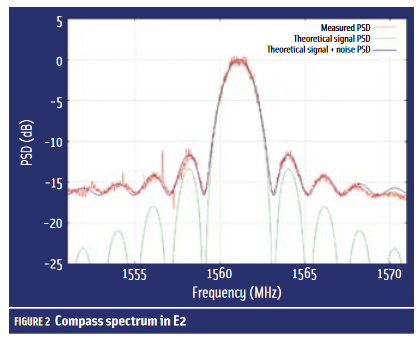 5
0
-5
-10
-15
-20
-25
PSD (dB)
Measured PSD
Theoretical signal PSD
Theoretical signal + noise PSD
1555 1560 1565 1570
Frequency (MHz)
FIGURE 2 Compass spectrum in E2